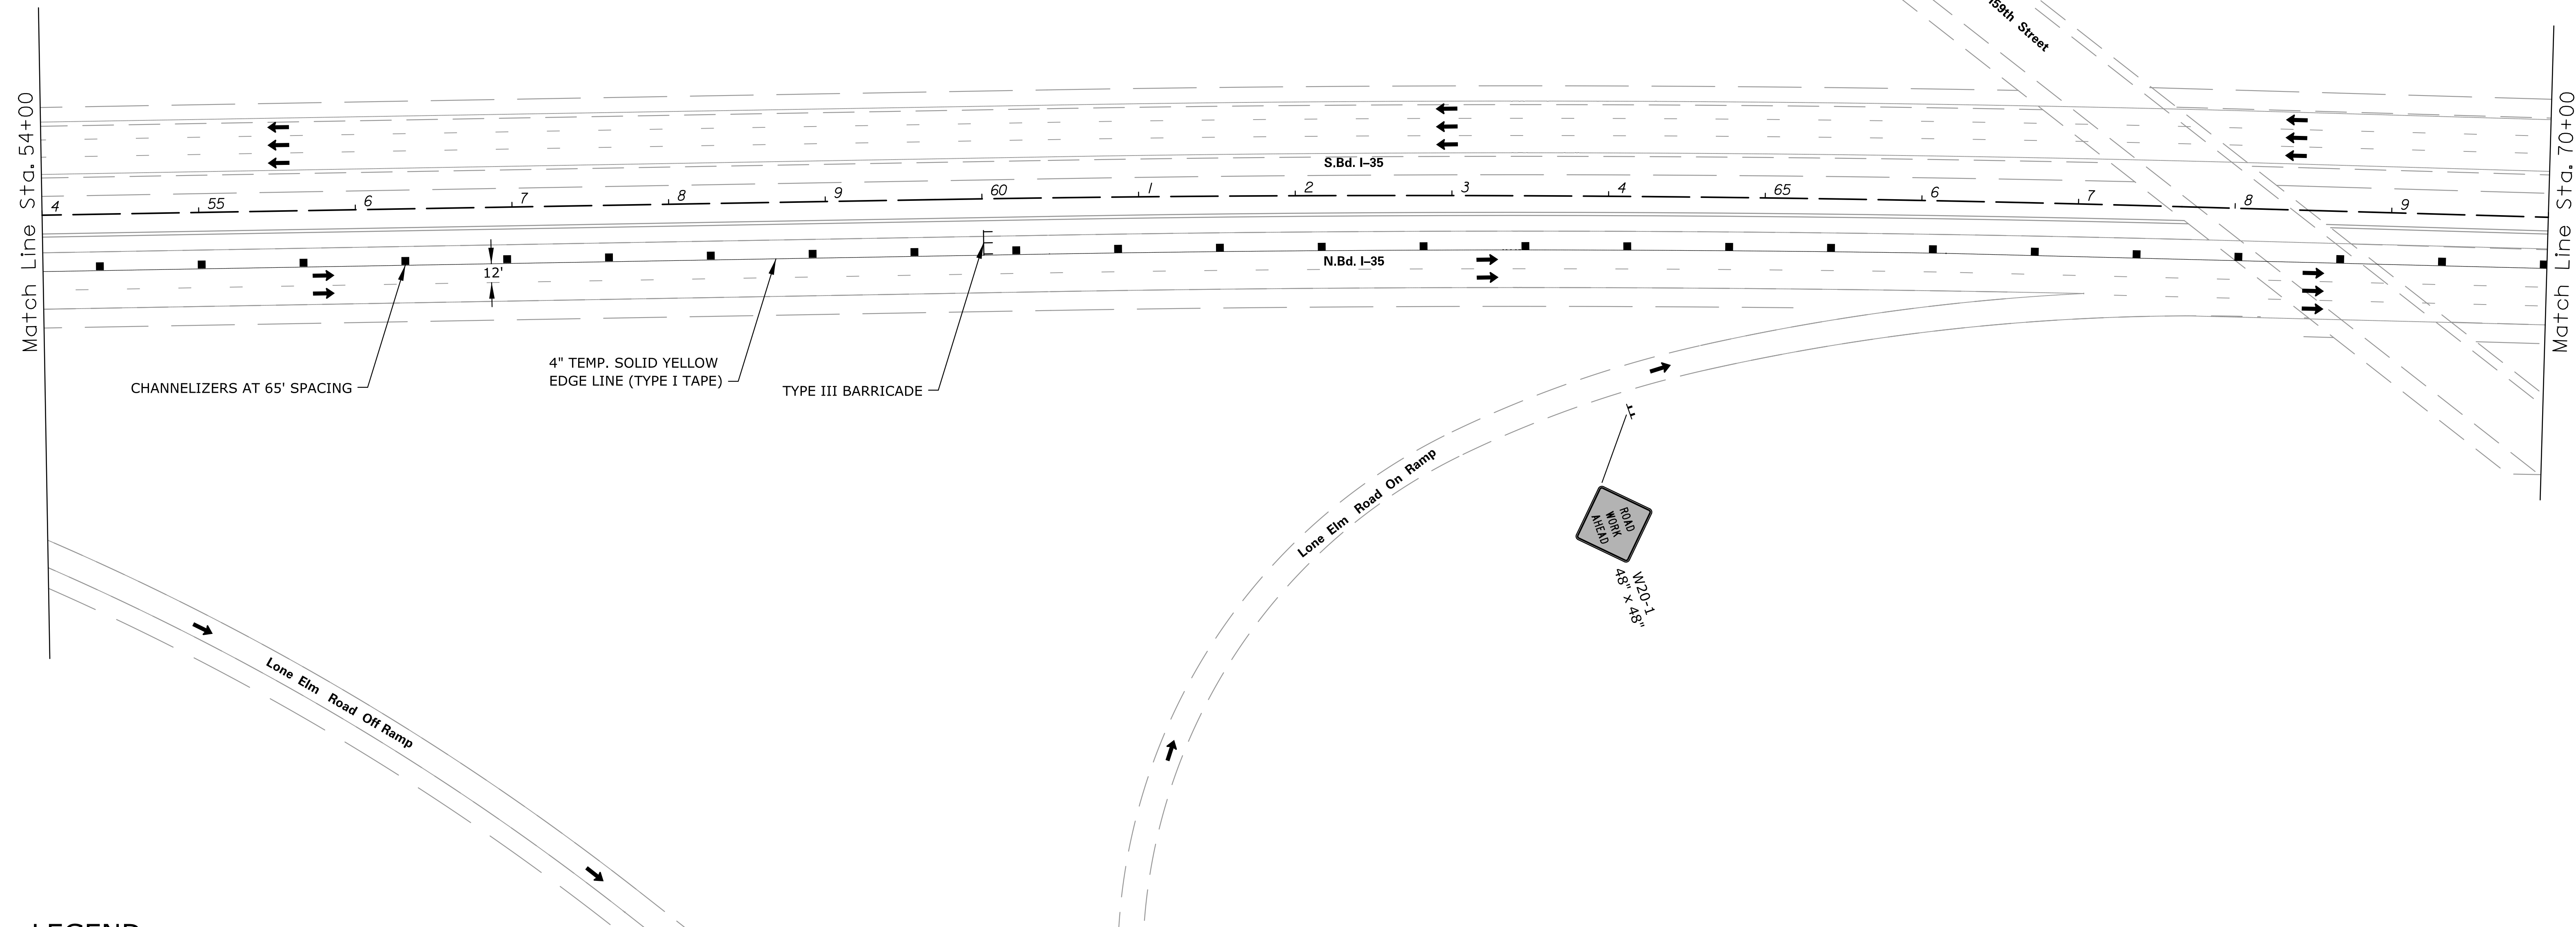 159th Street
Match Line Sta. 54+00
Match Line Sta. 70+00
S.Bd. I-35
4 55 6 7 8 9 60 1 2 3 4 65 6 7 8 9
N.Bd. I-35
12'
4" TEMP. SOLID YELLOW
EDGE LINE (TYPE I TAPE)
CHANNELIZERS AT 65' SPACING
TYPE III BARRICADE
Lone Elm Road On Ramp
ROAD
WORK
AHEAD
W20-1
48" x 48"
Lone Elm Road Off Ramp
LEGEND